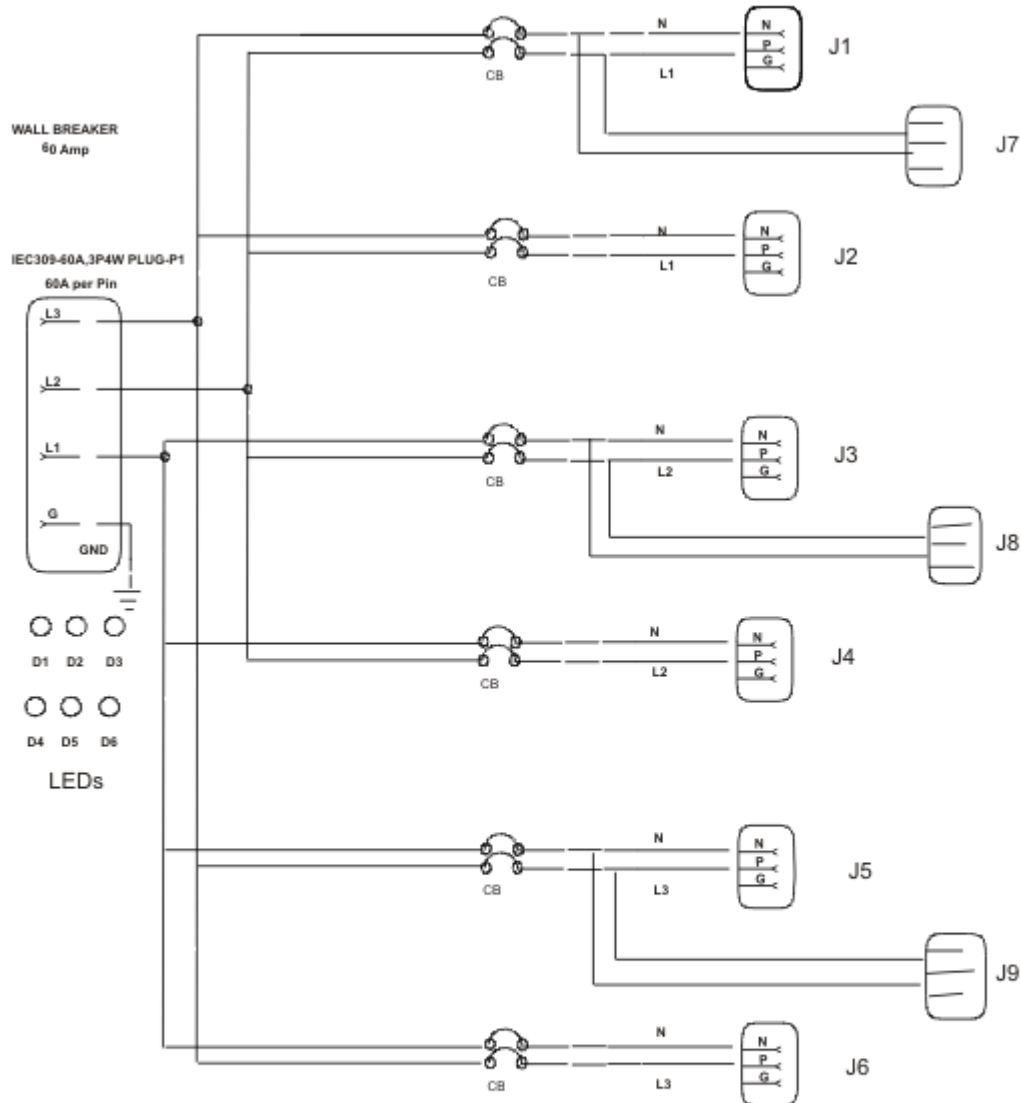 N
N
P
G
J1
CB
L1
WALL BREAKER
60 Amp
J7
N
N
P
G
J2
L1
CB
IEC309-60A,3P4W PLUG-P1
60A per Pin
L3
L2
L1
G
GND
N
N
P
G
J3
L2
CB
J8
D1 D2 D3
D4 D5 D6
LEDs
N
N
P
G
J4
L2
CB
N
N
P
G
J5
L3
CB
J9
N
N
P
G
J6
L3
CB